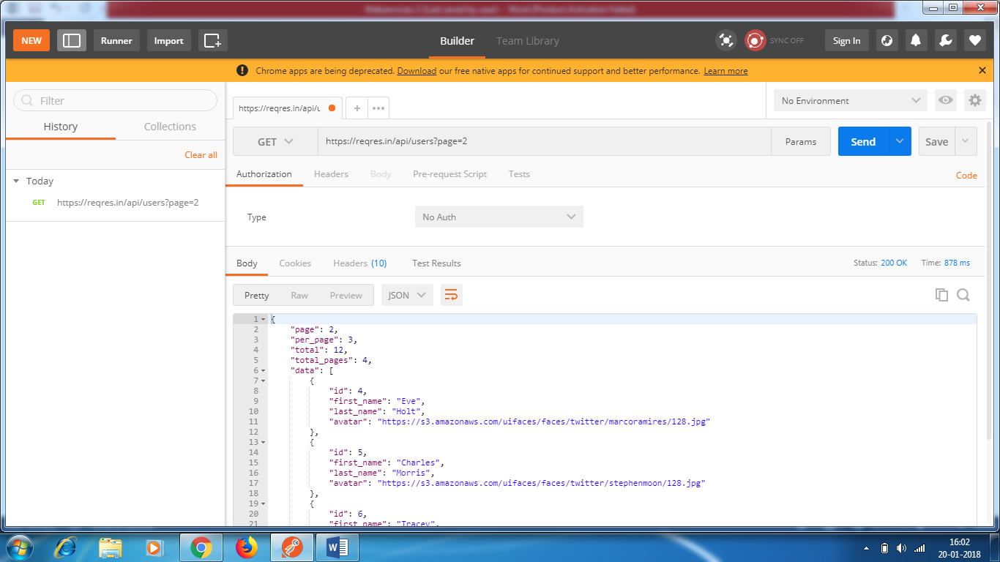 NEW
Runner
Import
Builder
Team Library
SYNC OFF
Sign In
Chrome apps are being deprecated. Download our free native apps for continued support and better performance. Learn more
Filter
History
Collections
Clear all
Today
GET https://reqres.in/api/users?page=2
https://reqres.in/api/u
No Environment
GET
https://reqres.in/api/users?page=2
Params
Send
Save
Authorization
Headers
Body
Pre-request Script
Tests
Code
Type
No Auth
Body
Cookies
Headers (10)
Test Results
Status: 200 OK
Time: 878 ms
Pretty
Raw
Preview
JSON
1 {
2 "page": 2,
3 "per_page": 3,
4 "total": 12,
5 "total_pages": 4,
6 "data": [
7 {
8 "id": 4,
9 "first_name": "Eve",
10 "last_name": "Holt",
11 "avatar": "https://s3.amazonaws.com/uifaces/faces/twitter/marcoramires/128.jpg"
12 },
13 {
14 "id": 5,
15 "first_name": "Charles",
16 "last_name": "Morris",
17 "avatar": "https://s3.amazonaws.com/uifaces/faces/twitter/stephenmoon/128.jpg"
18 },
19 {
20 "id": 6,
21 "first_name": "Tracey",
16:02
20-01-2018